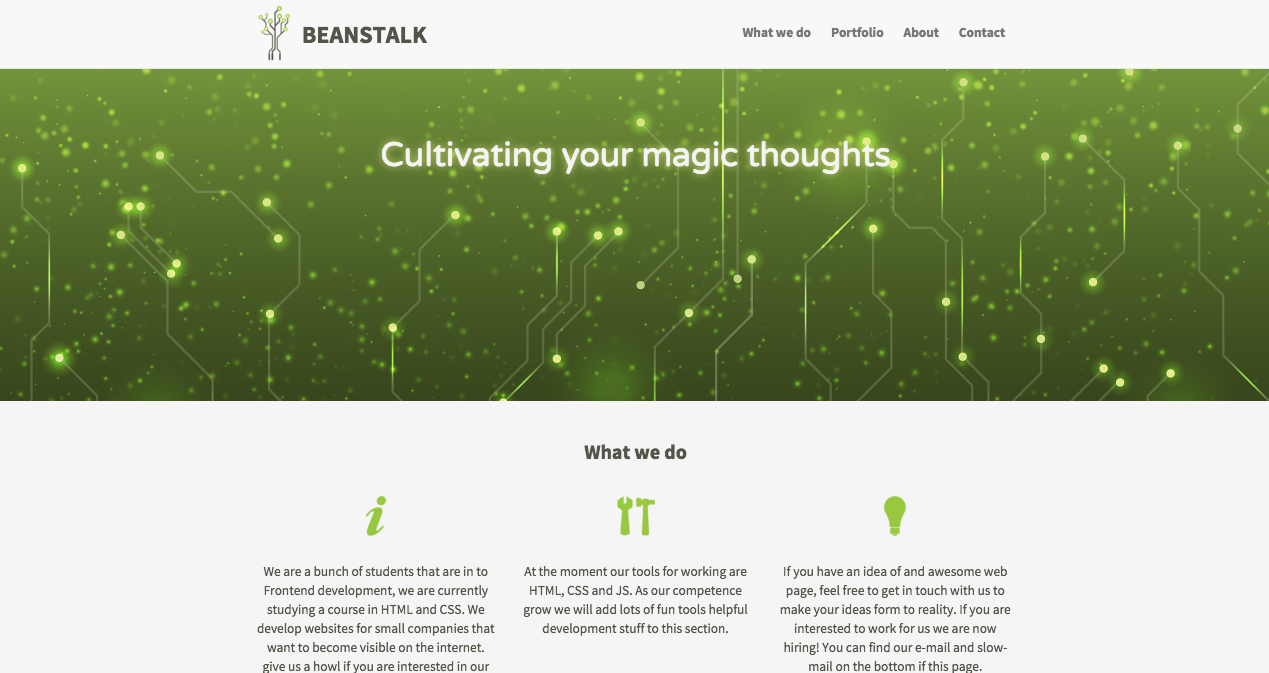 BEANSTALK
What we do Portfolio About Contact
Cultivating your magic thoughts
What we do
We are a bunch of students that are in to
Frontend development, we are currently
studying a course in HTML and CSS. We
develop websites for small companies that
want to become visible on the internet.
give us a howl if you are interested in our
At the moment our tools for working are
HTML, CSS and JS. As our competence
grow we will add lots of fun tools helpful
development stuff to this section.
If you have an idea of and awesome web
page, feel free to get in touch with us to
make your ideas form to reality. If you are
interested to work for us we are now
hiring! You can find our e-mail and slow-
mail on the bottom if this page.